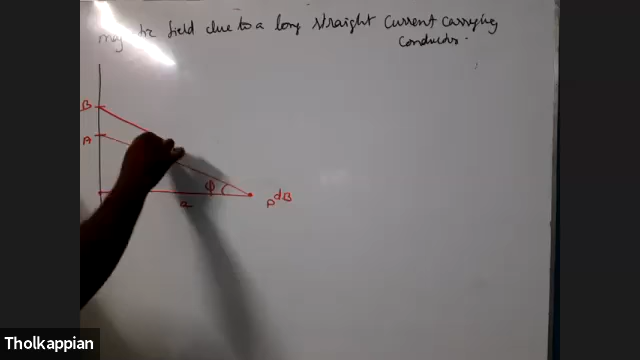 field due to a long straight current carrying
conductor.
B
A
φ
a
P dB
Tholkappian